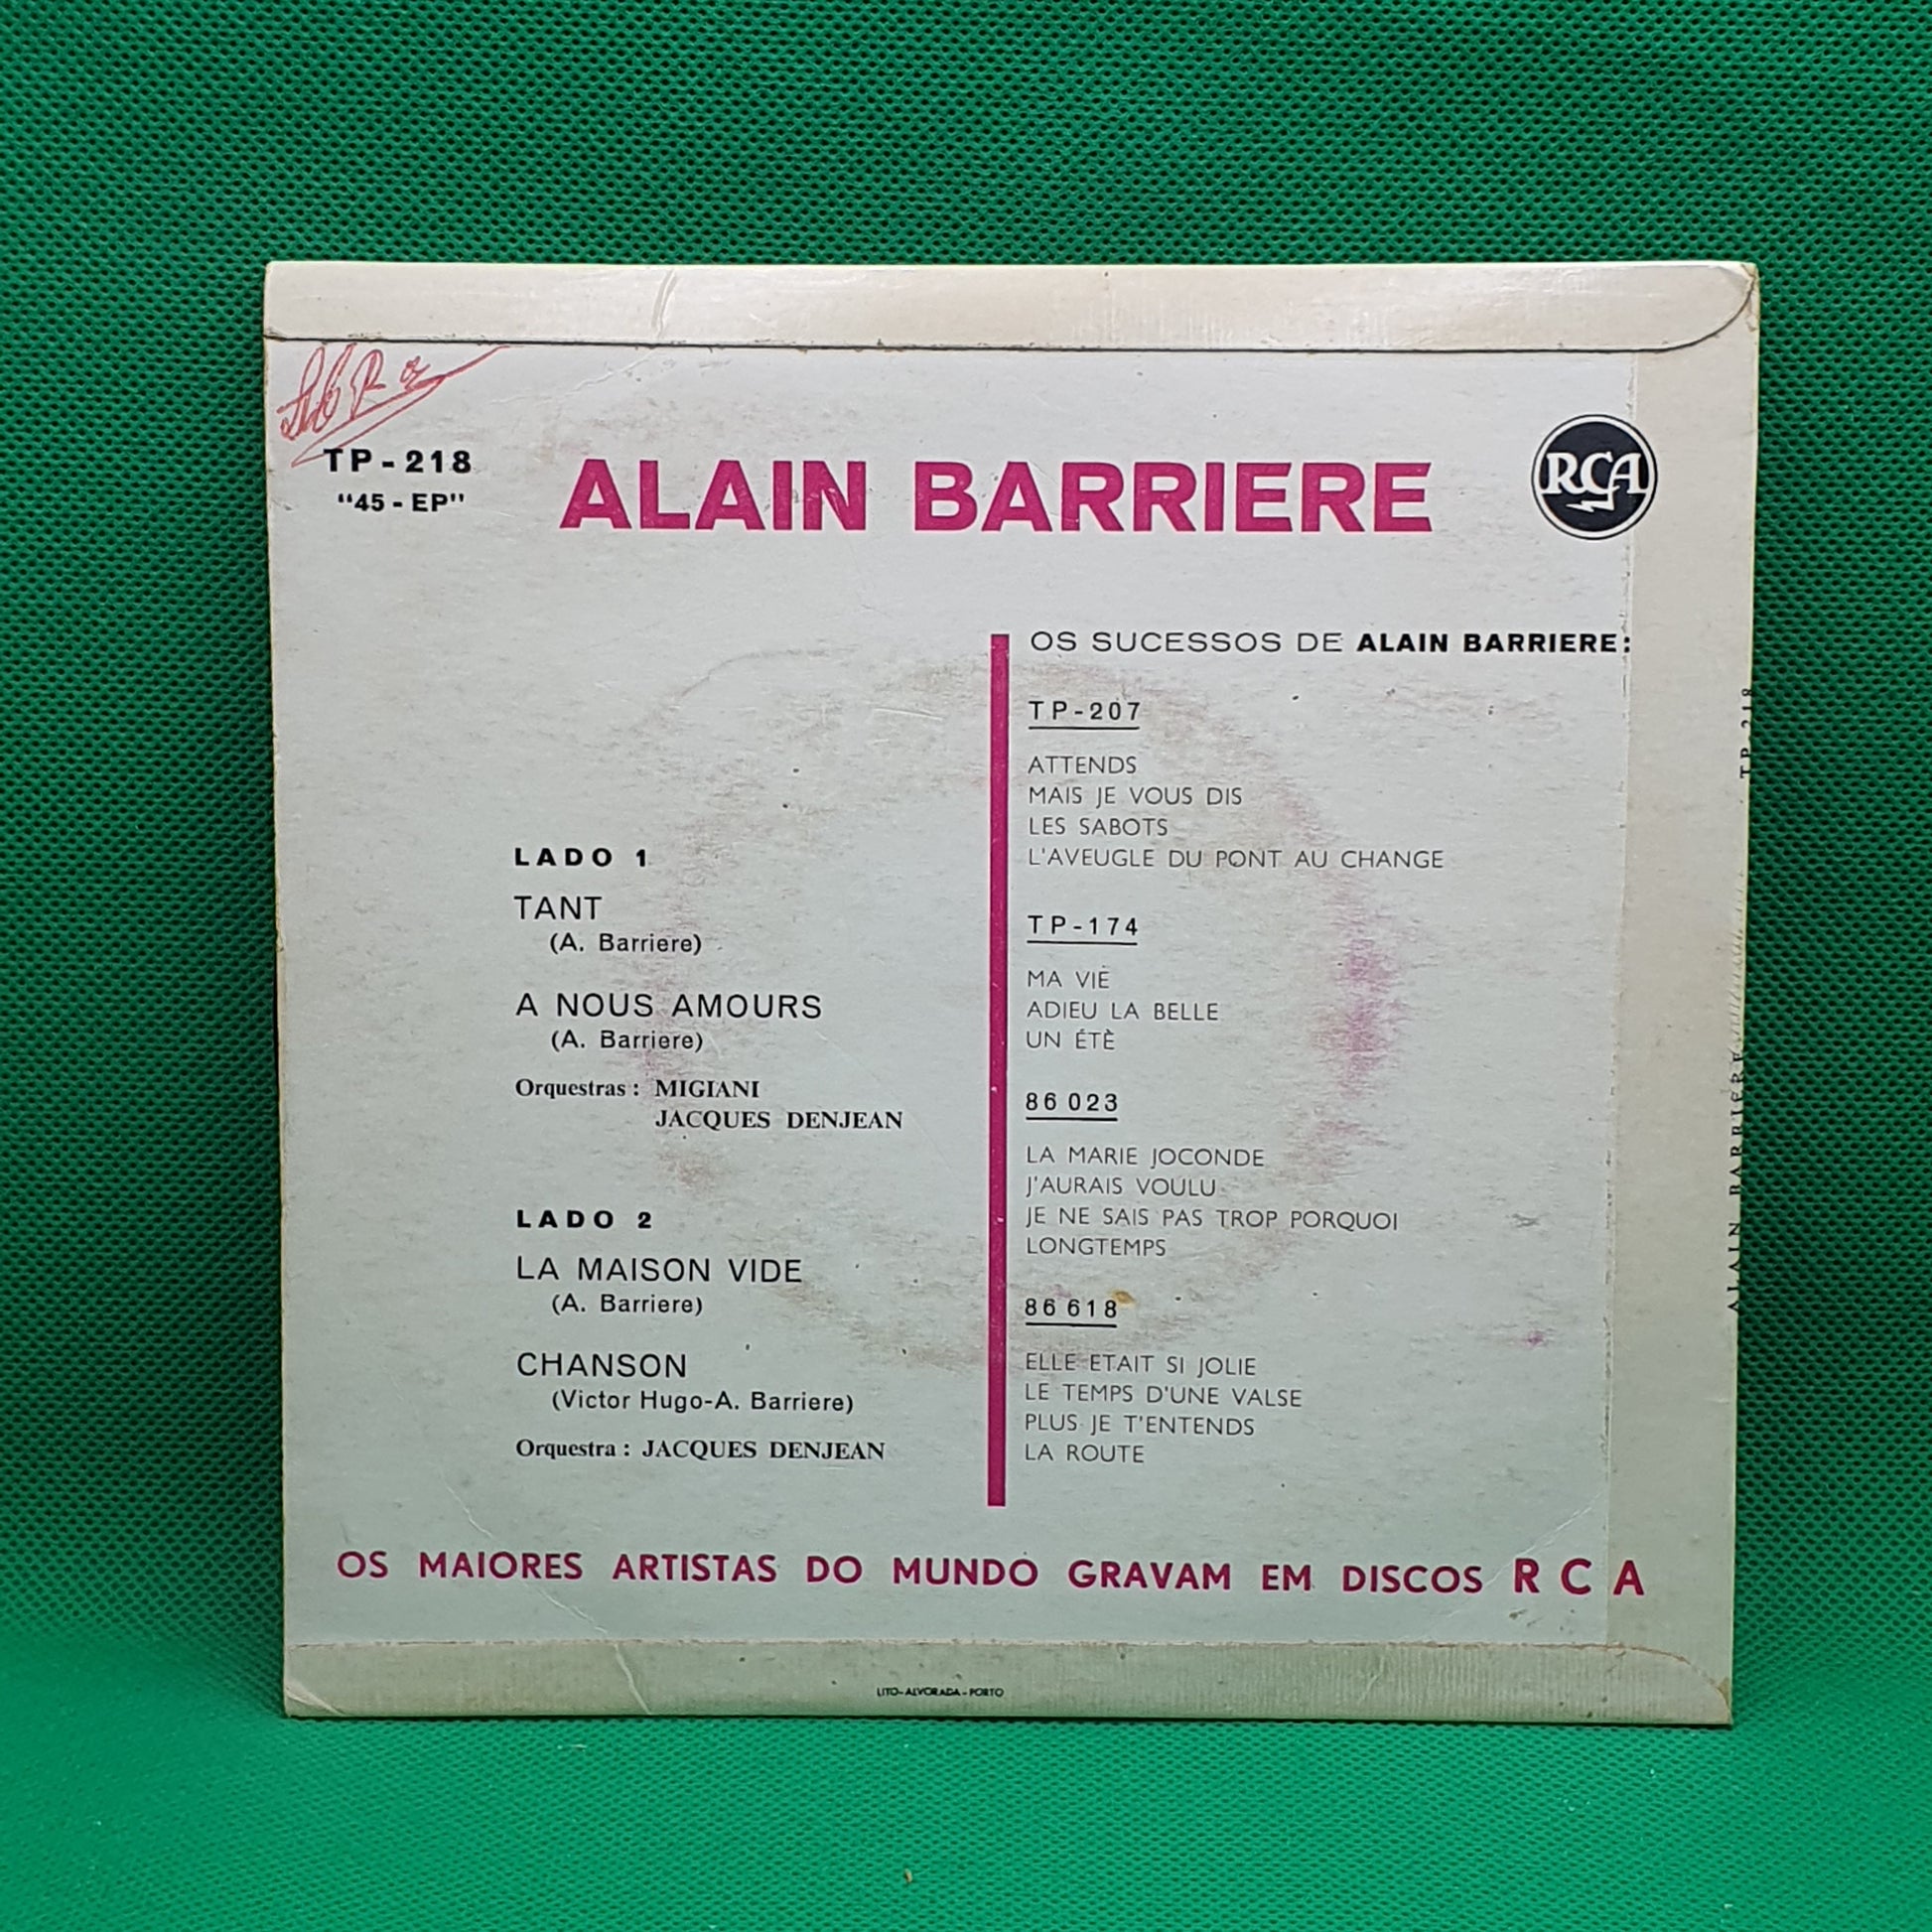 TP-218
"45-EP"
ALAIN BARRIERE
RCA
LADO 1
TANT
(A. Barriere)
A NOUS AMOURS
(A. Barriere)
Orquestras: MIGIANI
JACQUES DENJEAN
LADO 2
LA MAISON VIDE
(A. Barriere)
CHANSON
(Victor Hugo-A. Barriere)
Orquestra: JACQUES DENJEAN
OS SUCESSOS DE ALAIN BARRIERE:
TP-207
ATTENDS
MAIS JE VOUS DIS
LES SABOTS
L'AVEUGLE DU PONT AU CHANGE
TP-174
MA VIE
ADIEU LA BELLE
UN ÉTÈ
86 023
LA MARIE JOCONDE
J'AURAIS VOULU
JE NE SAIS PAS TROP PORQUOI
LONGTEMPS
86 618
ELLE ETAIT SI JOLIE
LE TEMPS D'UNE VALSE
PLUS JE T'ENTENDS
LA ROUTE
OS MAIORES ARTISTAS DO MUNDO GRAVAM EM DISCOS RCA
LITO-ALVORADA-PORTO
ALAIN BARRIÈRE TP 218